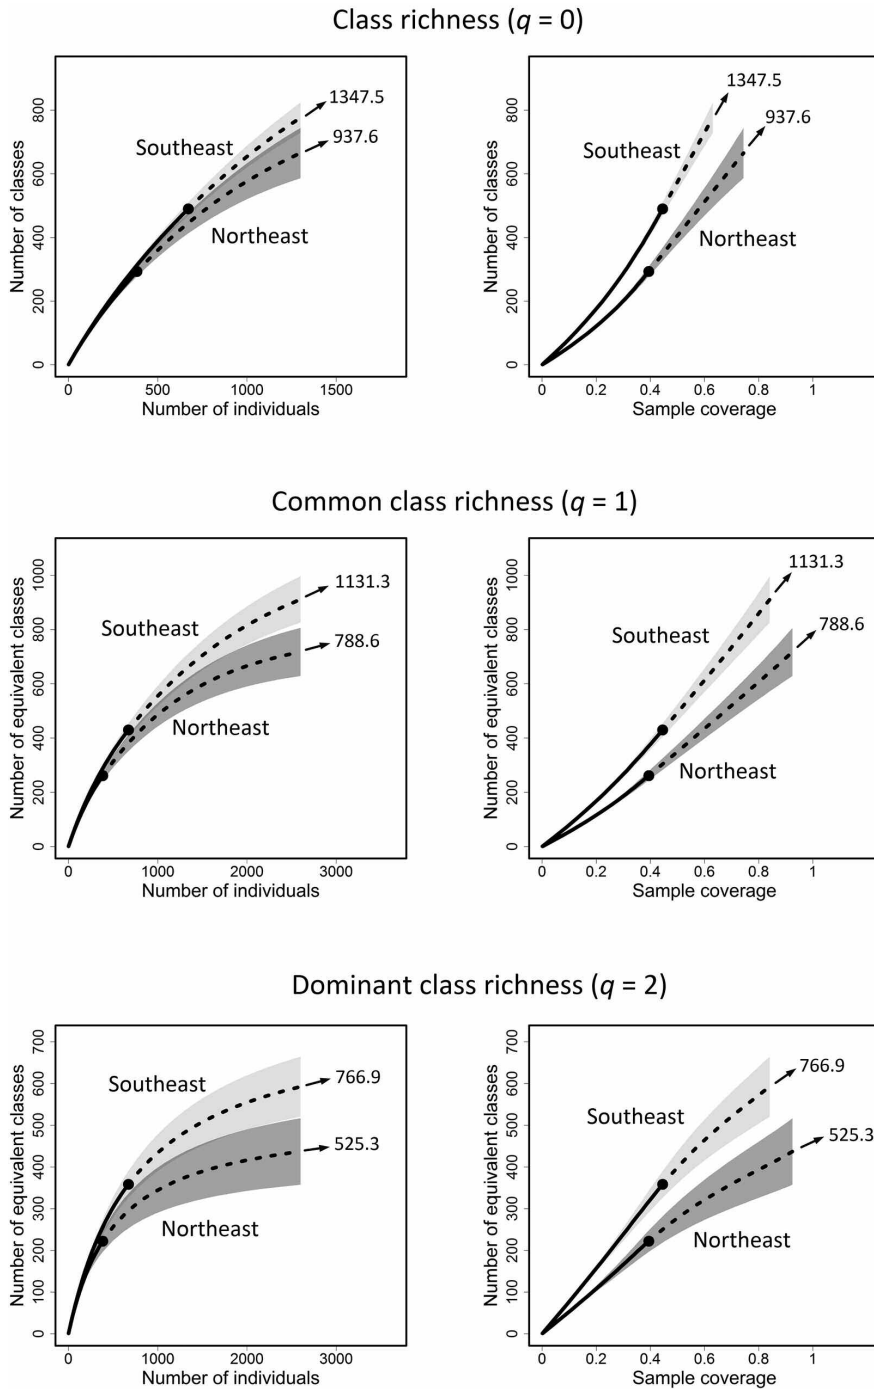 Class richness (q = 0)
Number of classes
800
600
400
200
0
1347.5
937.6
Southeast
Northeast
0 500 1000 1500
Number of individuals
Number of classes
800
600
400
200
0
1347.5
937.6
Southeast
Northeast
0 0.2 0.4 0.6 0.8 1
Sample coverage
Common class richness (q = 1)
Number of equivalent classes
1000
800
600
400
200
0
1131.3
788.6
Southeast
Northeast
0 1000 2000 3000
Number of individuals
Number of equivalent classes
1000
800
600
400
200
0
1131.3
788.6
Southeast
Northeast
0 0.2 0.4 0.6 0.8 1
Sample coverage
Dominant class richness (q = 2)
Number of equivalent classes
700
600
500
400
300
200
100
0
766.9
525.3
Southeast
Northeast
0 1000 2000 3000
Number of individuals
Number of equivalent classes
700
600
500
400
300
200
100
0
766.9
525.3
Southeast
Northeast
0 0.2 0.4 0.6 0.8 1
Sample coverage